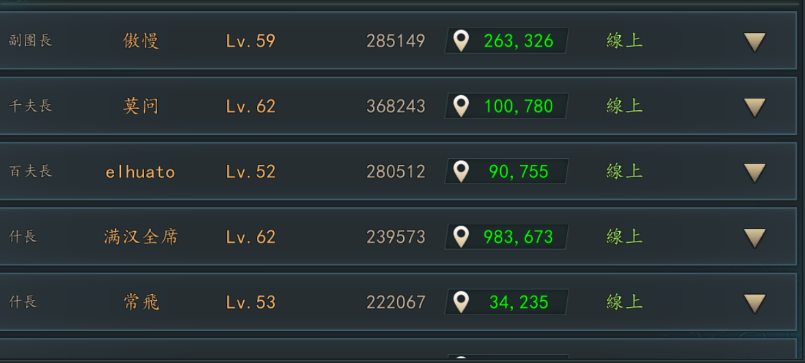 副團長 傲慢 Lv.59 285149 263,326 線上
千夫長 莫问 Lv.62 368243 100,780 線上
百夫長 elhuato Lv.52 280512 90,755 線上
什長 满汉全席 Lv.62 239573 983,673 線上
什長 常飛 Lv.53 222067 34,235 線上